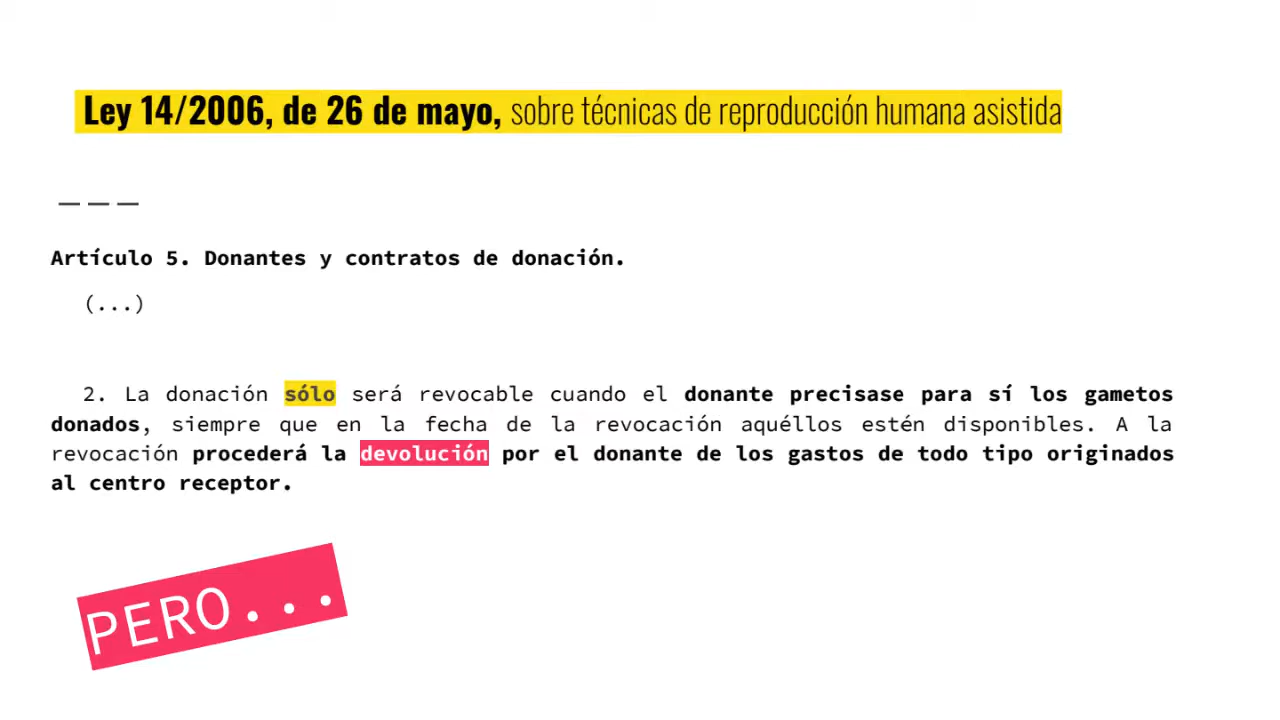 Ley 14/2006, de 26 de mayo, sobre técnicas de reproducción humana asistida
Artículo 5. Donantes y contratos de donación.
(...)
2. La donación sólo será revocable cuando el donante precisase para sí los gametos
donados, siempre que en la fecha de la revocación aquéllos estén disponibles. A la
revocación procederá la devolución por el donante de los gastos de todo tipo originados
al centro receptor.
PERO...